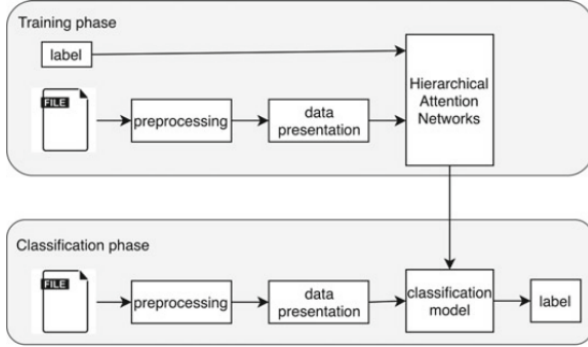 Training phase
label
FILE
preprocessing
data
presentation
Hierarchical
Attention
Networks
Classification phase
FILE
preprocessing
data
presentation
classification
model
label